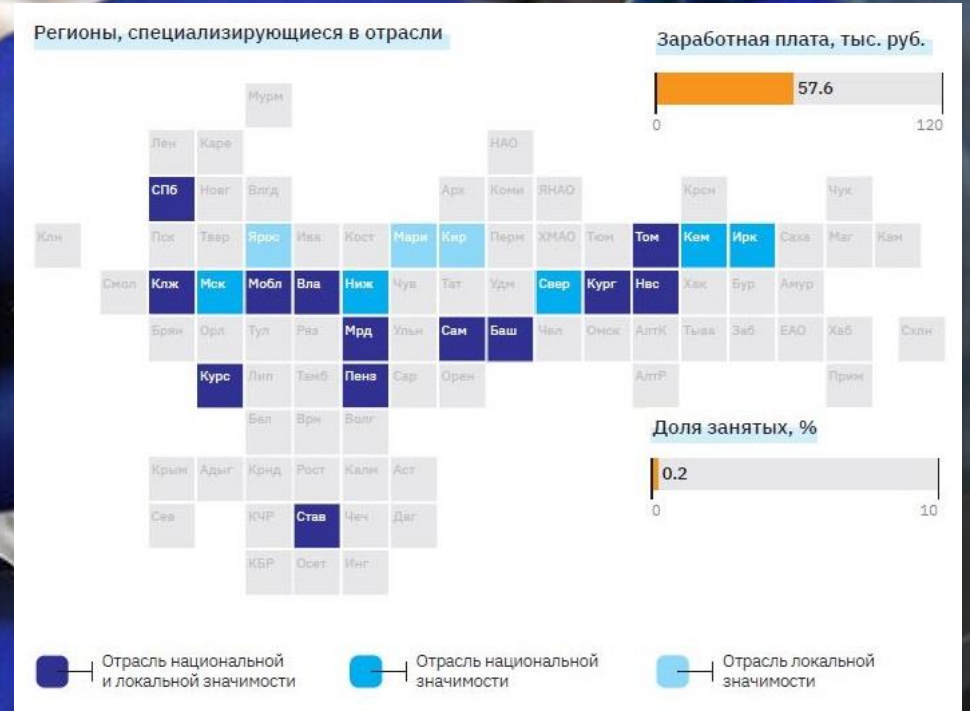 Регионы, специализирующиеся в отрасли
Заработная плата, тыс. руб.
57.6
0 120
Мурм
Лен Каре НАО
СПб Новг Влгд Арх Коми ЯНАО Крсн Чук
Клн Пск Твер Ярос Ива Кост Мари Кир Перм ХМАО Тюм Том Кем Ирк Саха Маг Кам
Смол Клж Мск Мобл Вла Ниж Чув Тат Удм Свер Кург Нвс Хак Бур Амур
Брян Орл Тул Ряз Мрд Ульн Сам Баш Чел Омск АлтК Тыва Заб ЕАО Хаб Схлн
Курс Лип Тамб Пенз Сар Орен АлтР Прим
Бел Врн Волг
Доля занятых, %
0.2
0 10
Крым Адыг Крнд Рост Калм Аст
Сев КЧР Став Чеч Даг
КБР Осет Инг
Отрасль национальной
и локальной значимости
Отрасль национальной
значимости
Отрасль локальной
значимости